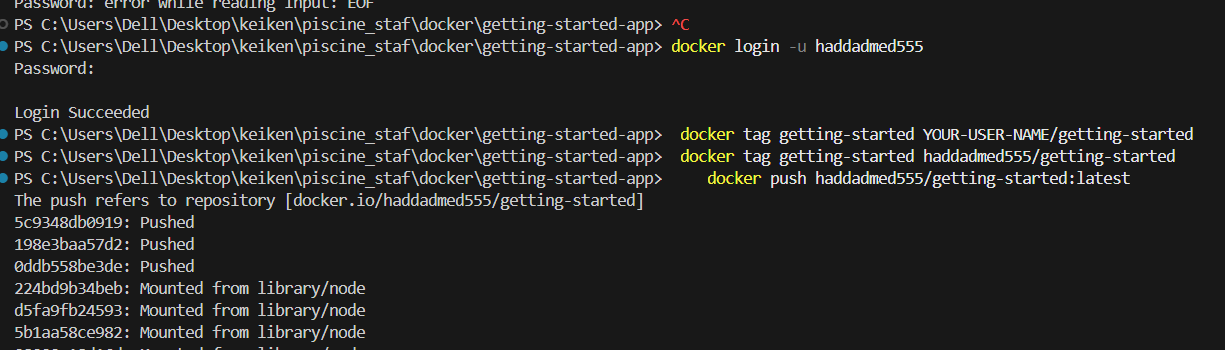 Password: error while reading input: EOF
PS C:\Users\Dell\Desktop\keiken\piscine_staf\docker\getting-started-app> ^C
PS C:\Users\Dell\Desktop\keiken\piscine_staf\docker\getting-started-app> docker login -u haddadmed555
Password:
Login Succeeded
PS C:\Users\Dell\Desktop\keiken\piscine_staf\docker\getting-started-app>  docker tag getting-started YOUR-USER-NAME/getting-started
PS C:\Users\Dell\Desktop\keiken\piscine_staf\docker\getting-started-app>  docker tag getting-started haddadmed555/getting-started
PS C:\Users\Dell\Desktop\keiken\piscine_staf\docker\getting-started-app>     docker push haddadmed555/getting-started:latest
The push refers to repository [docker.io/haddadmed555/getting-started]
5c9348db0919: Pushed
198e3baa57d2: Pushed
0ddb558be3de: Pushed
224bd9b34beb: Mounted from library/node
d5fa9fb24593: Mounted from library/node
5b1aa58ce982: Mounted from library/node